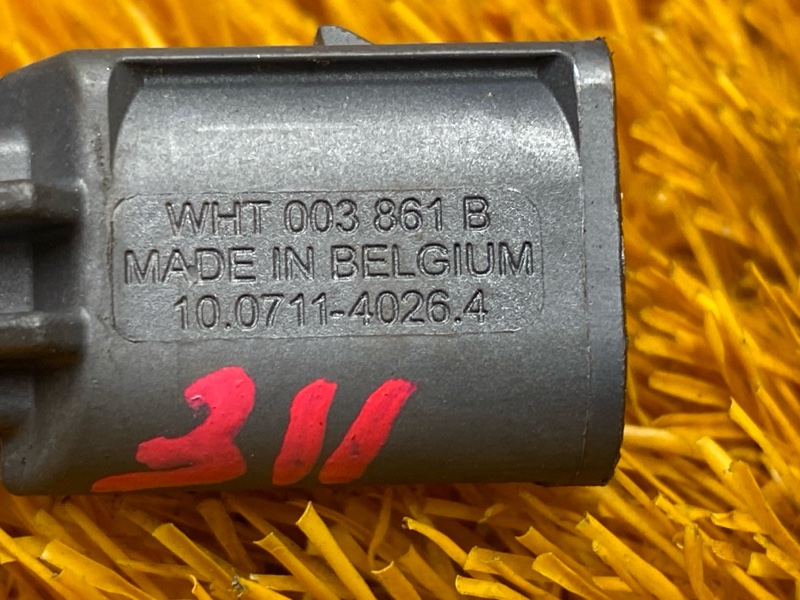 WHT 003 861 B
MADE IN BELGIUM
10.0711-4026.4
311